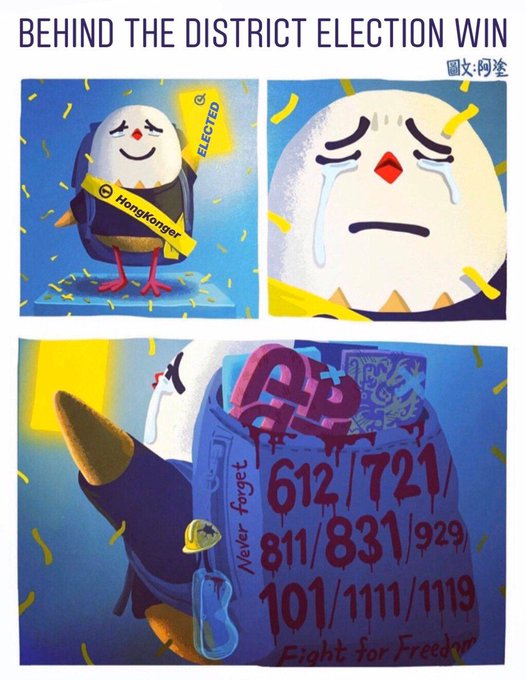 BEHIND THE DISTRICT ELECTION WIN
圖文:阿塗
ELECTED
HongKonger
Never forget
612/721/
811/831/929/
101/1111/1119
Fight for Freedom